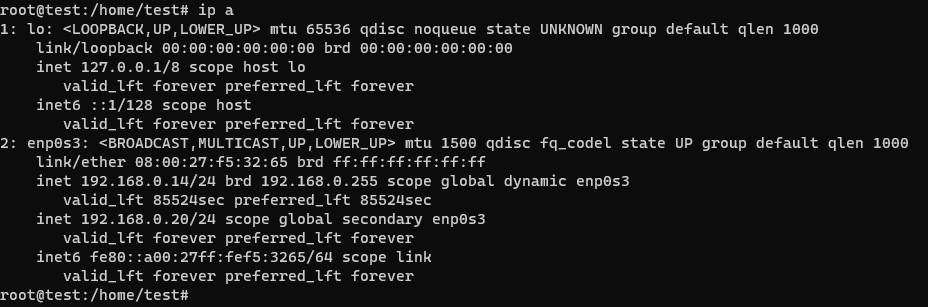 root@test:/home/test# ip a
1: lo: <LOOPBACK,UP,LOWER_UP> mtu 65536 qdisc noqueue state UNKNOWN group default qlen 1000
    link/loopback 00:00:00:00:00:00 brd 00:00:00:00:00:00
    inet 127.0.0.1/8 scope host lo
       valid_lft forever preferred_lft forever
    inet6 ::1/128 scope host
       valid_lft forever preferred_lft forever
2: enp0s3: <BROADCAST,MULTICAST,UP,LOWER_UP> mtu 1500 qdisc fq_codel state UP group default qlen 1000
    link/ether 08:00:27:f5:32:65 brd ff:ff:ff:ff:ff:ff
    inet 192.168.0.14/24 brd 192.168.0.255 scope global dynamic enp0s3
       valid_lft 85524sec preferred_lft 85524sec
    inet 192.168.0.20/24 scope global secondary enp0s3
       valid_lft forever preferred_lft forever
    inet6 fe80::a00:27ff:fef5:3265/64 scope link
       valid_lft forever preferred_lft forever
root@test:/home/test#